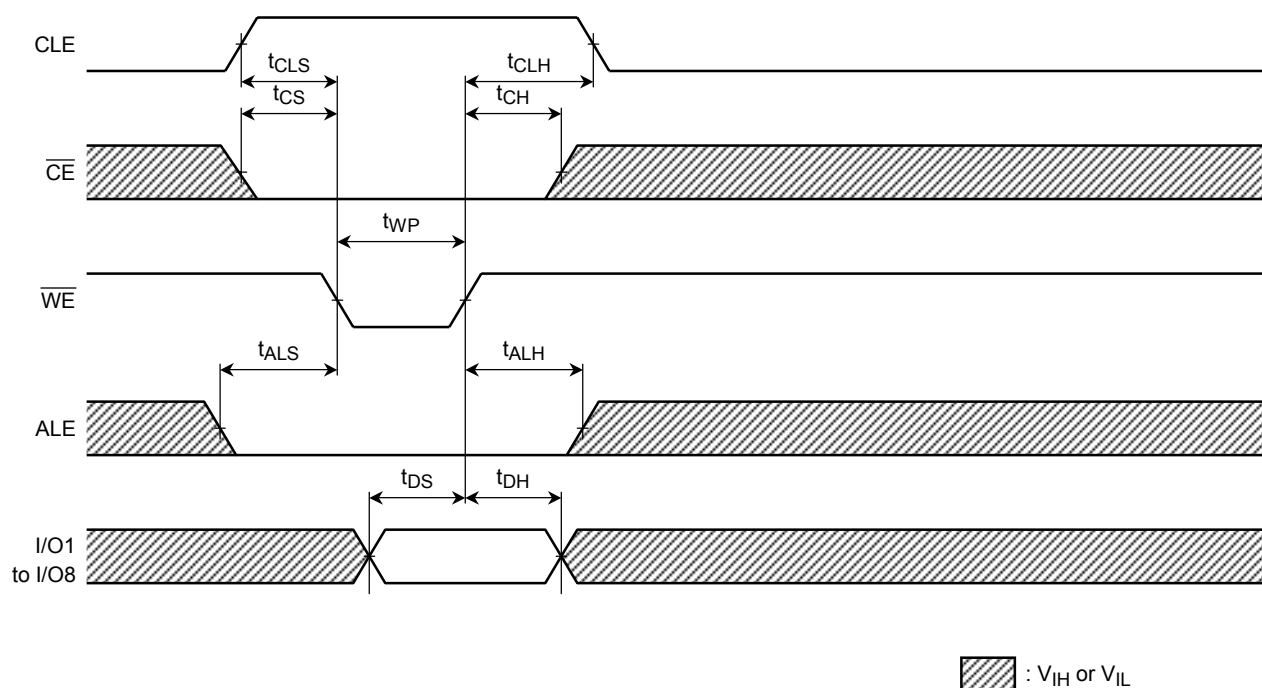 CLE
tCLS
tCLH
tCS
tCH
CE
tWP
WE
tALS
tALH
ALE
tDS
tDH
I/O1
to I/O8
: VIH or VIL